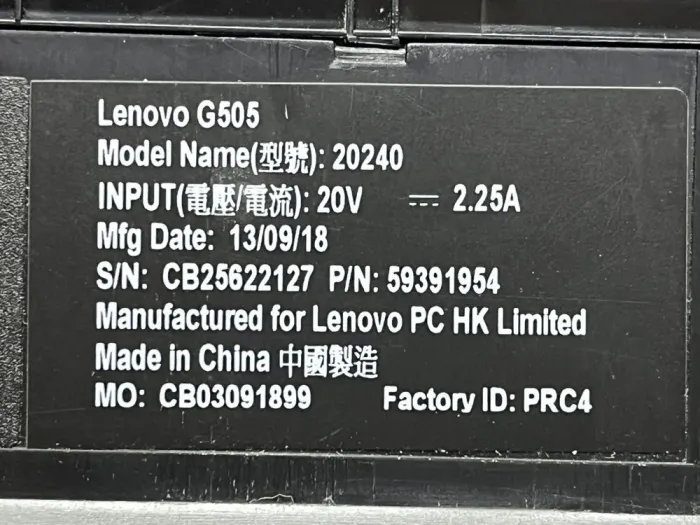 Lenovo G505
Model Name(型號): 20240
INPUT(電壓/電流): 20V ⎓ 2.25A
Mfg Date: 13/09/18
S/N: CB25622127 P/N: 59391954
Manufactured for Lenovo PC HK Limited
Made in China 中國製造
MO: CB03091899 Factory ID: PRC4